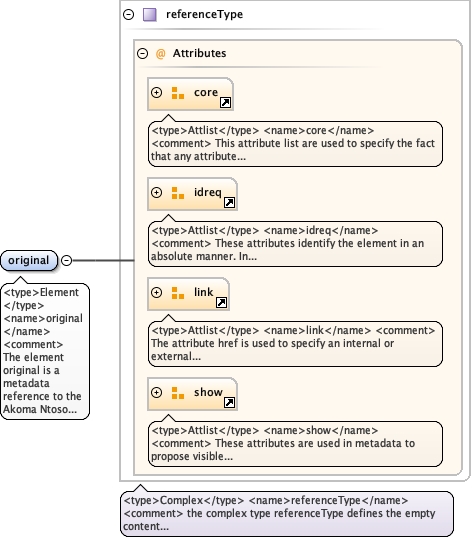 referenceType
@ Attributes
core
<type>Attlist</type> <name>core</name>
<comment> This attribute list are used to specify the fact
that any attribute...
idreq
<type>Attlist</type> <name>idreq</name>
<comment> These attributes identify the element in an
absolute manner. In...
original
<type>Element
</type>
<name>original
</name>
<comment>
The element
original is a
metadata
reference to the
Akoma Ntoso...
link
<type>Attlist</type> <name>link</name> <comment>
The attribute href is used to specify an internal or
external...
show
<type>Attlist</type> <name>show</name>
<comment> These attributes are used in metadata to
propose visible...
<type>Complex</type> <name>referenceType</name>
<comment> the complex type referenceType defines the empty
content...